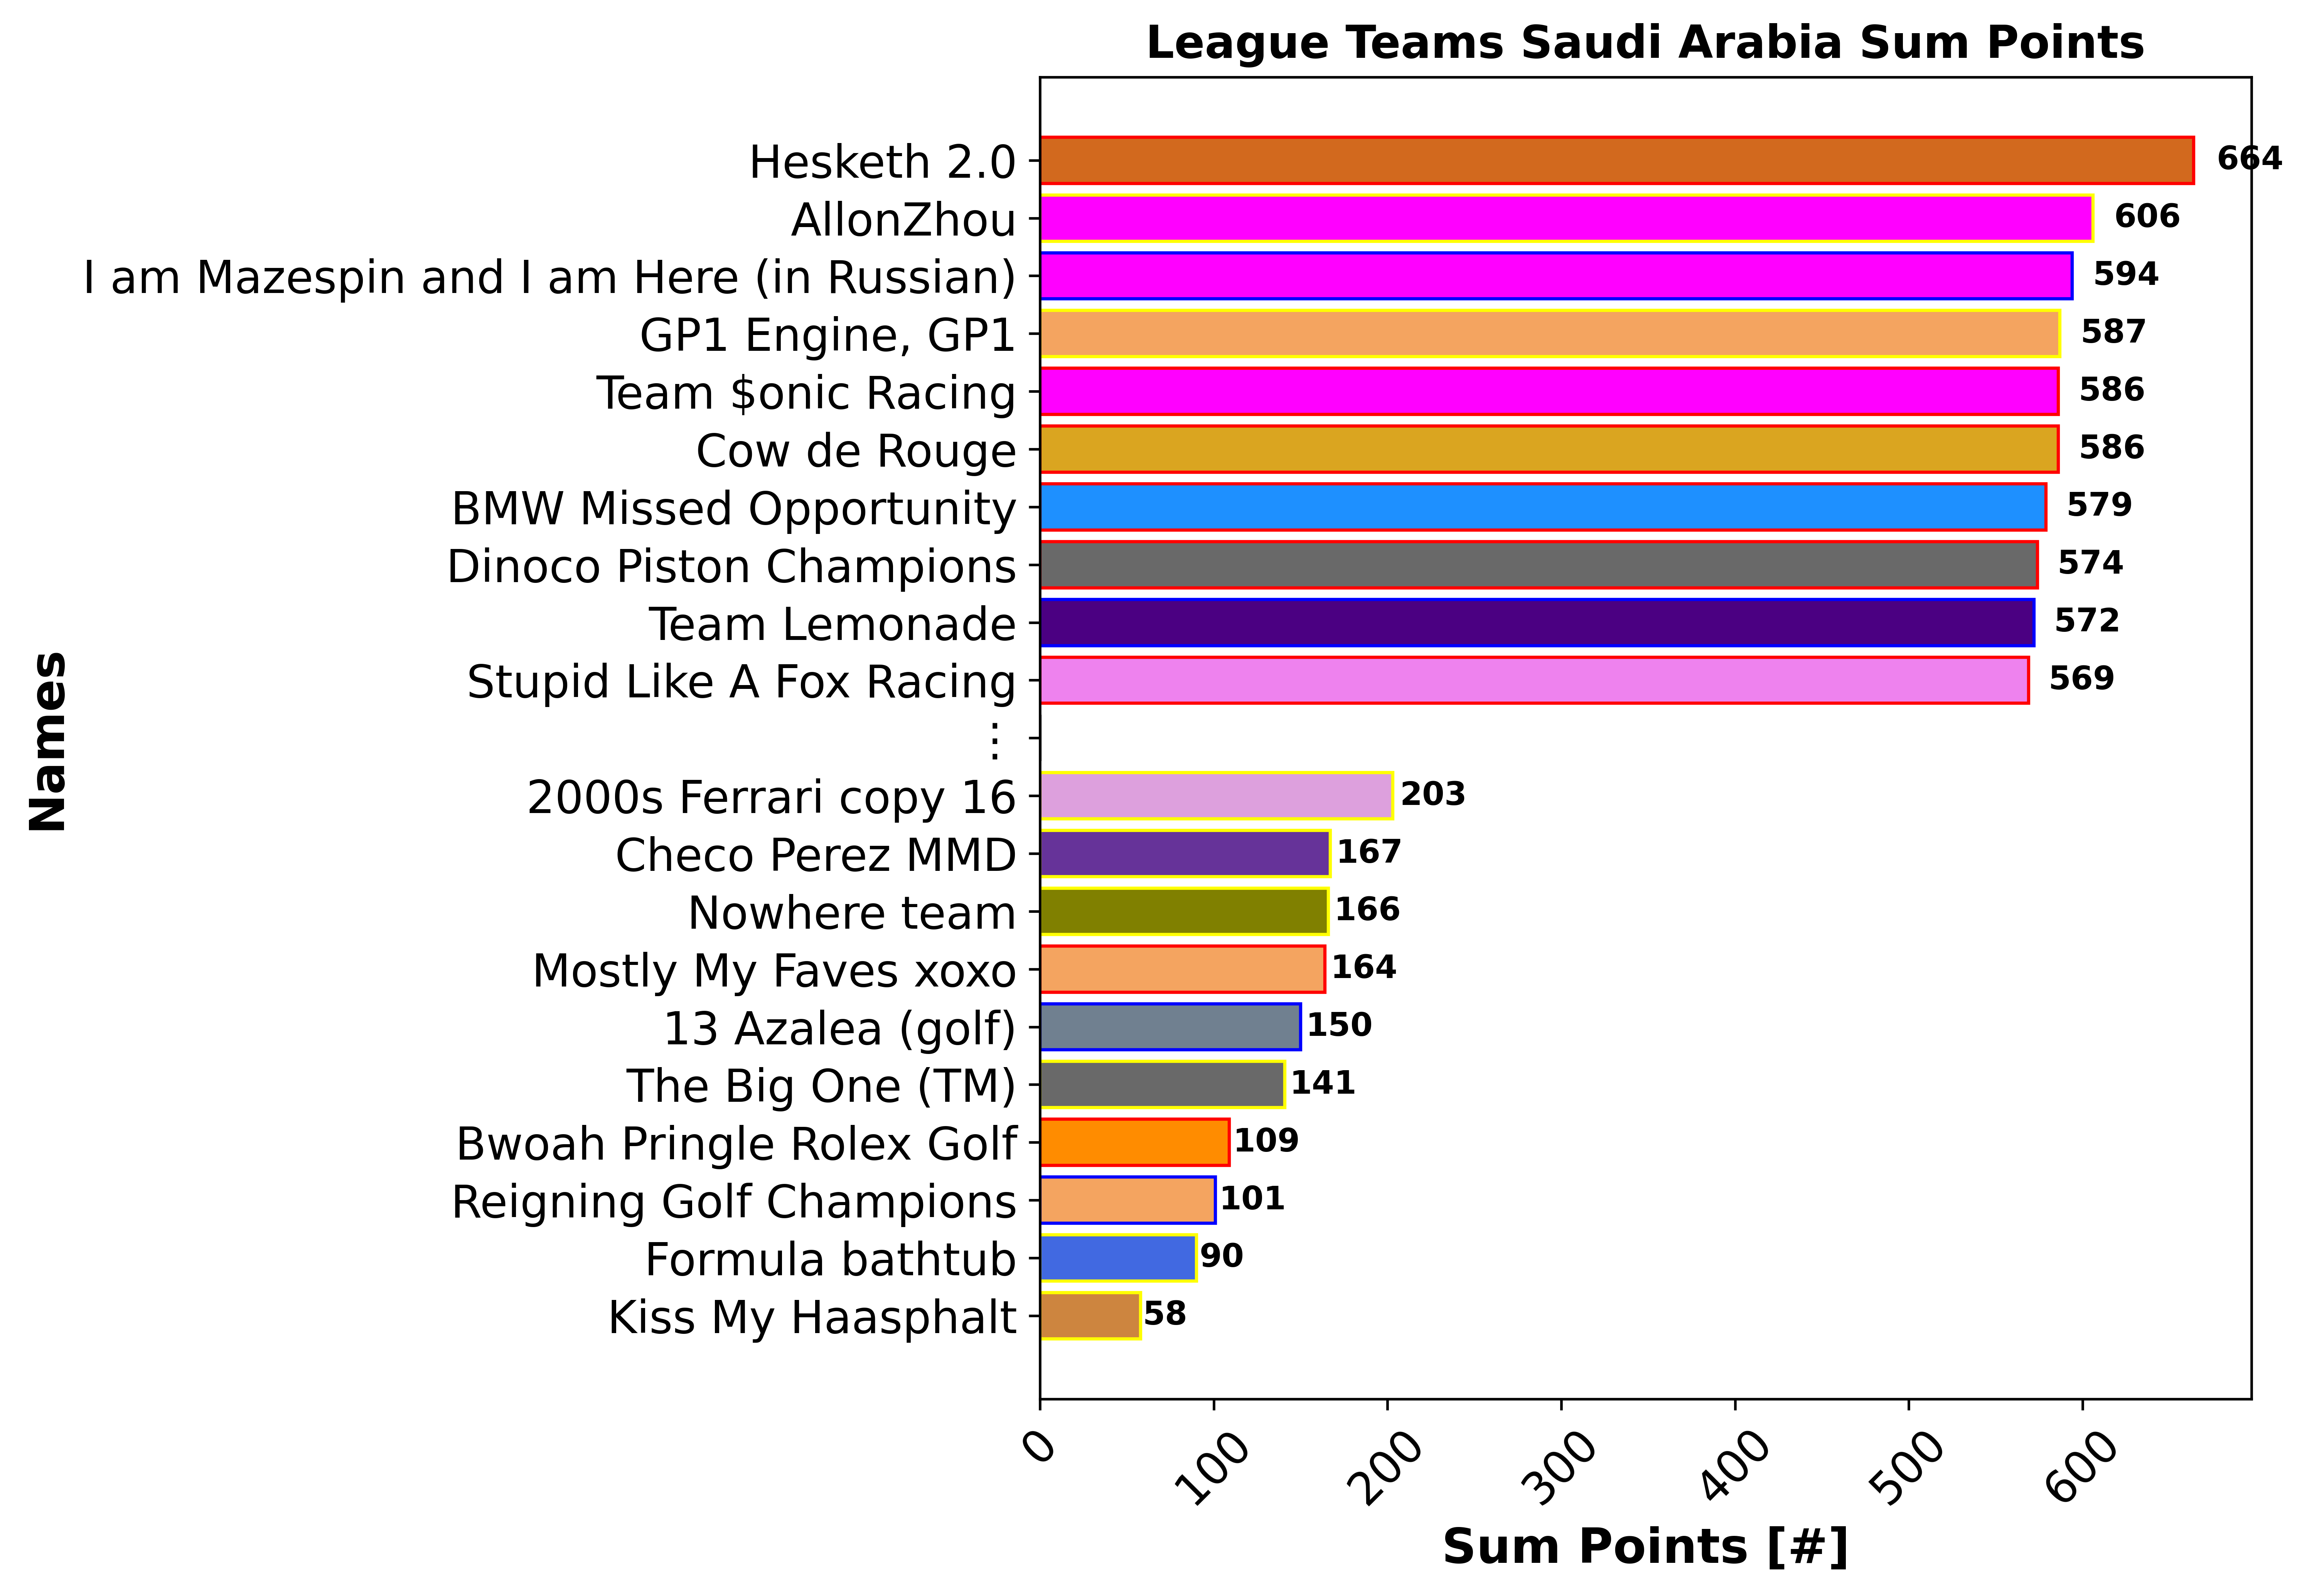 League Teams Saudi Arabia Sum Points
Names
Hesketh 2.0 664
AllonZhou 606
I am Mazespin and I am Here (in Russian) 594
GP1 Engine, GP1 587
Team $onic Racing 586
Cow de Rouge 586
BMW Missed Opportunity 579
Dinoco Piston Champions 574
Team Lemonade 572
Stupid Like A Fox Racing 569
⋮
2000s Ferrari copy 16 203
Checo Perez MMD 167
Nowhere team 166
Mostly My Faves xoxo 164
13 Azalea (golf) 150
The Big One (TM) 141
Bwoah Pringle Rolex Golf 109
Reigning Golf Champions 101
Formula bathtub 90
Kiss My Haasphalt 58
0 100 200 300 400 500 600
Sum Points [#]